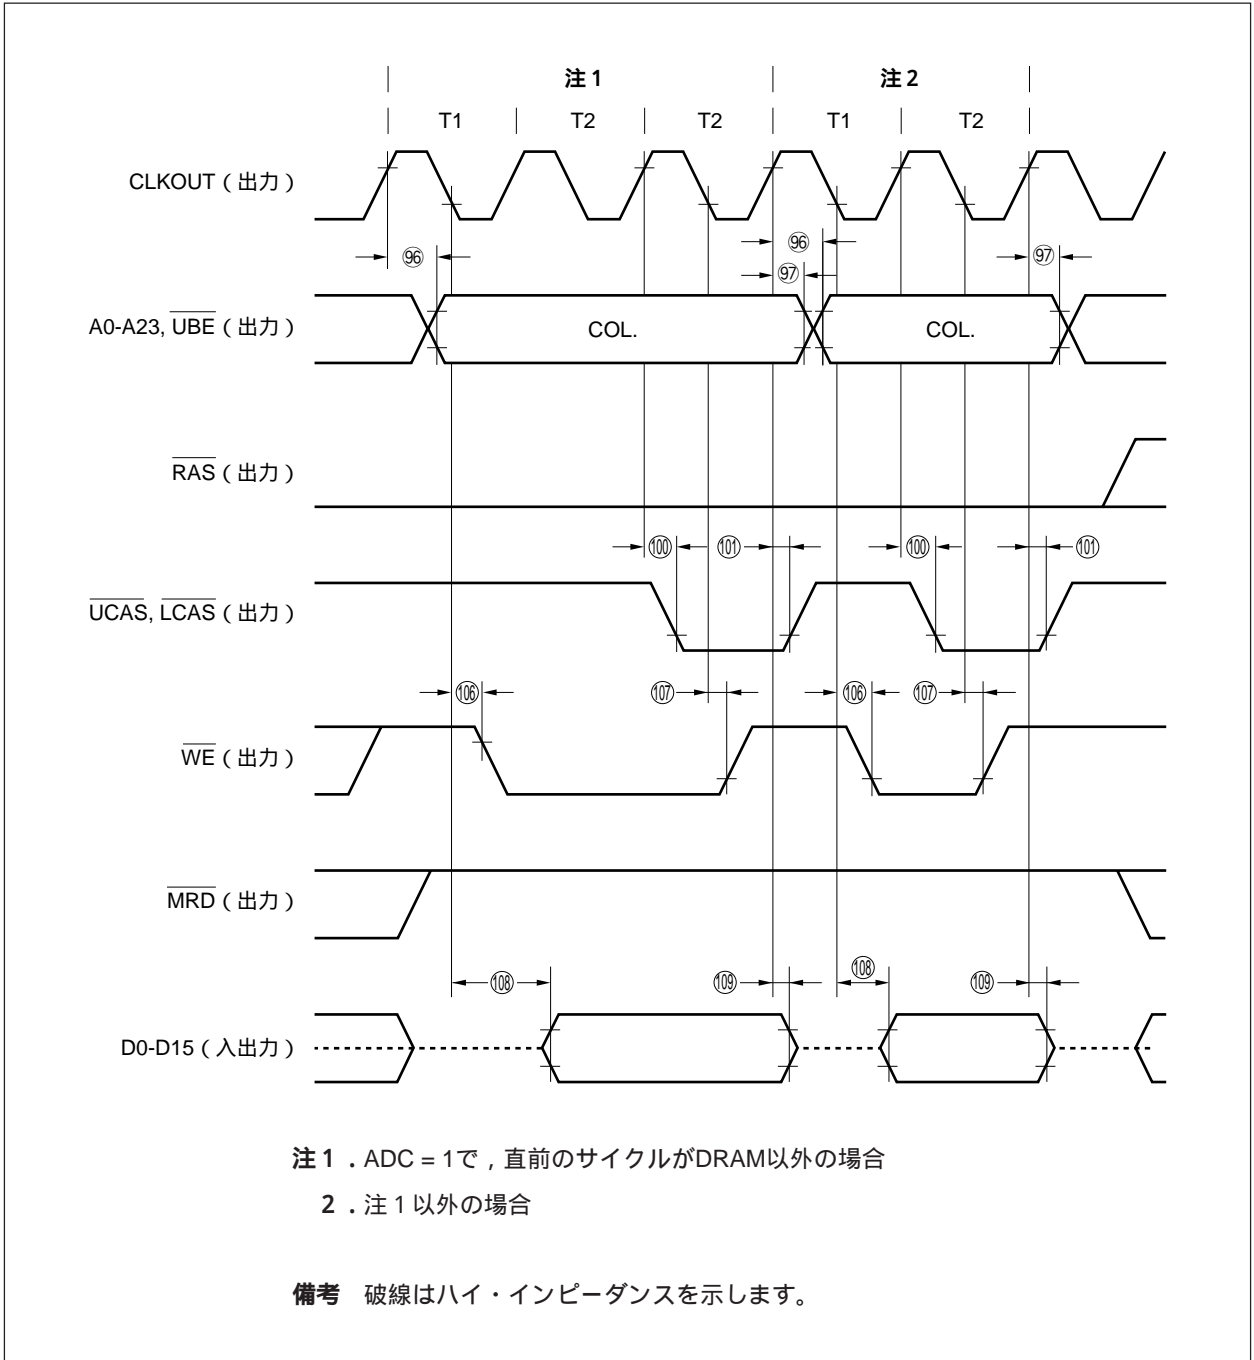 注1 注2
T1 T2 T2 T1 T2
CLKOUT（出力）
96 96 97 97
A0-A23, UBE（出力） COL. COL.
RAS（出力）
100 101 100 101
UCAS, LCAS（出力）
106 107 106 107
WE（出力）
MRD（出力）
108 109 108 109
D0-D15（入出力）
注1．ADC = 1で，直前のサイクルがDRAM以外の場合
2．注1以外の場合
備考 破線はハイ・インピーダンスを示します。